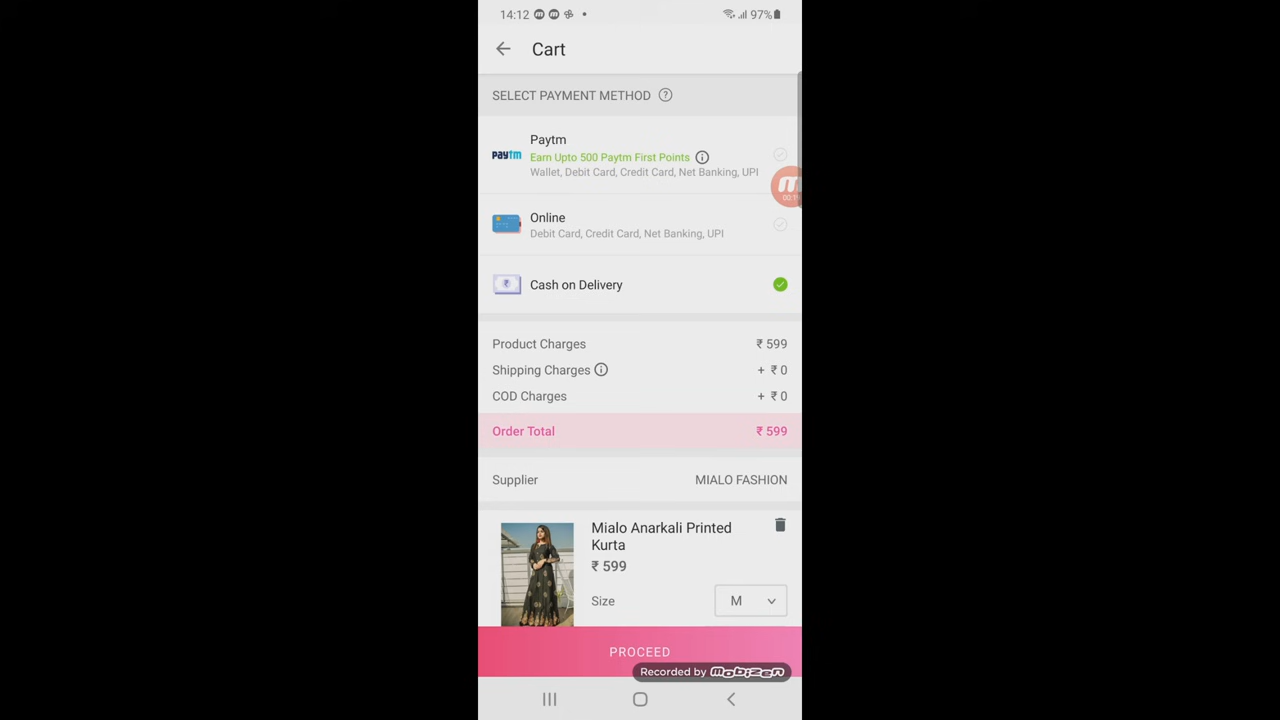 14:12
97%
Cart
SELECT PAYMENT METHOD ?
Paytm
paytm
Earn Upto 500 Paytm First Points
Wallet, Debit Card, Credit Card, Net Banking, UPI
Online
Debit Card, Credit Card, Net Banking, UPI
₹ Cash on Delivery
Product Charges ₹ 599
Shipping Charges + ₹ 0
COD Charges + ₹ 0
Order Total ₹ 599
Supplier MIALO FASHION
Mialo Anarkali Printed
Kurta
₹ 599
Size M
PROCEED
Recorded by mobizen